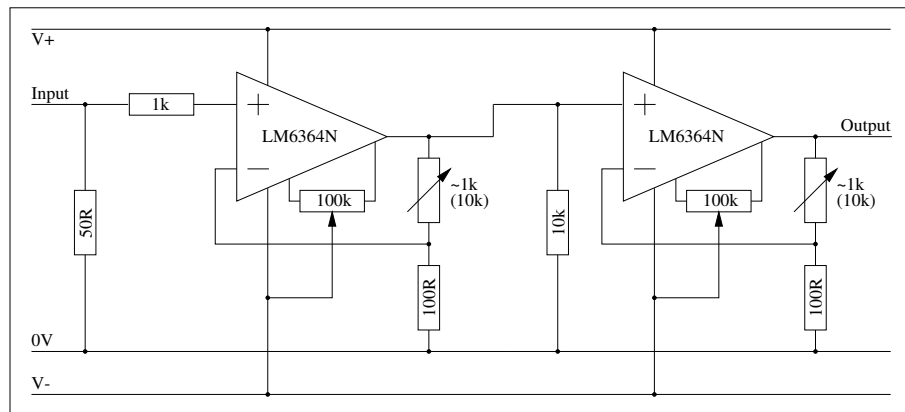 V+
Input
1k
LM6364N
LM6364N
Output
~1k
(10k)
~1k
(10k)
100k
100k
50R
10k
100R
100R
0V
V-